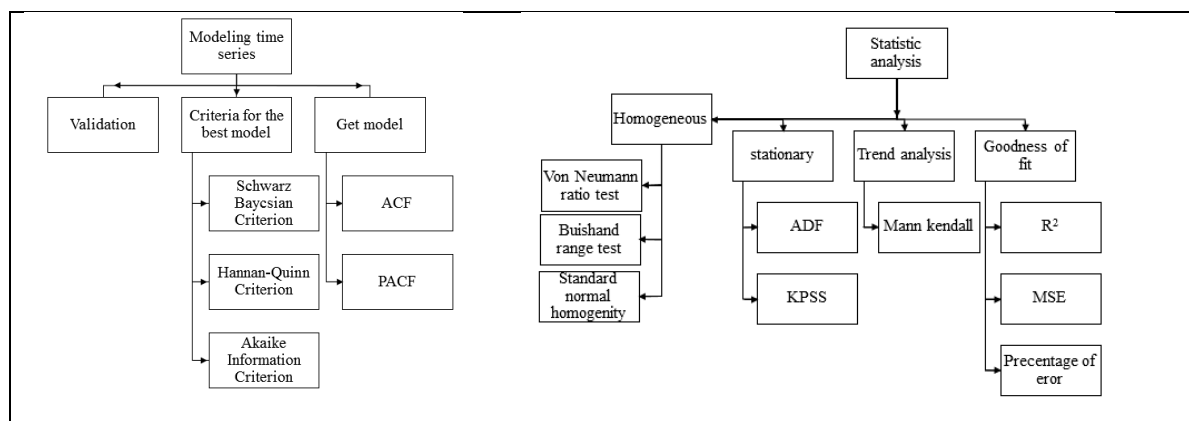 Modeling time
series
Validation
Criteria for the
best model
Get model
Schwarz
Baycsian
Criterion
ACF
Hannan-Quinn
Criterion
PACF
Akaike
Information
Criterion
Statistic
analysis
Homogeneous
stationary
Trend analysis
Goodness of
fit
Von Neumann
ratio test
Buishand
range test
Standard
normal
homogenity
ADF
KPSS
Mann kendall
R²
MSE
Precentage of
eror